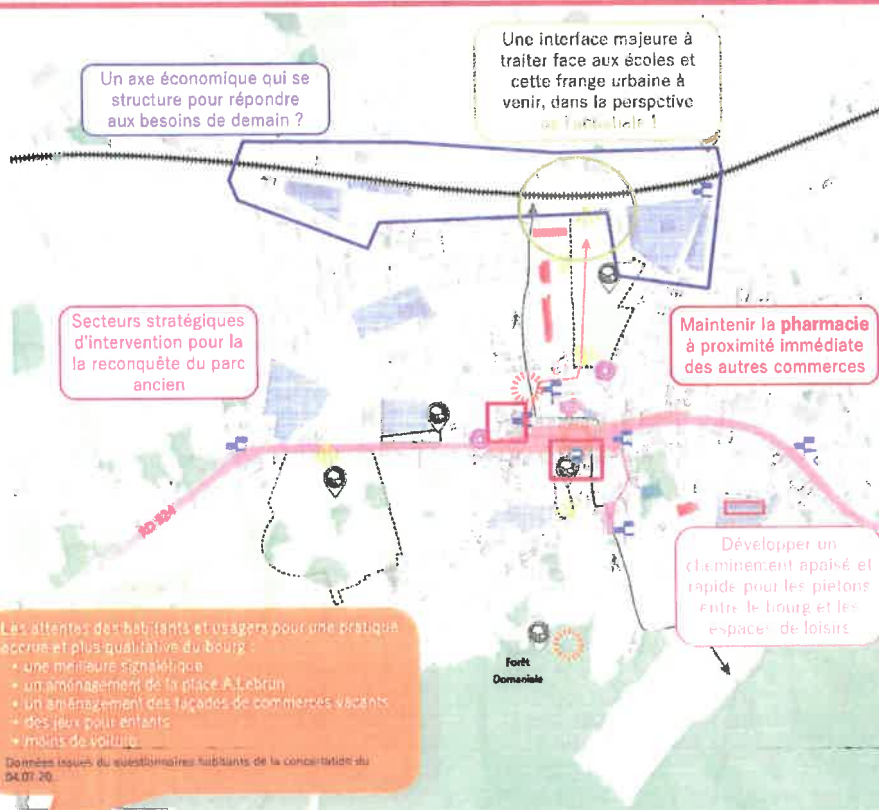 Un axe économique qui se
structure pour répondre
aux besoins de demain ?
Une interface majeure à
traiter face aux écoles et
cette frange urbaine à
venir, dans la perspctive
Secteurs stratégiques
d'intervention pour la
la reconquête du parc
ancien
Maintenir la pharmacie
à proximité immédiate
des autres commerces
RD 924
Développer un
cheminement apaisé et
rapide pour les piétons
entre le bourg et les
espaces de loisirs
Forêt
Domaniale
Les attentes des habitants et usagers pour une pratique
accrue et plus qualitative du bourg :
• une meilleure signalétique
• un aménagement de la place A.Lebrun
• un aménagement des façades de commerces vacants
• des jeux pour enfants
• moins de voiture
Données issues du questionnaires habitants de la concertation du
04.07.20